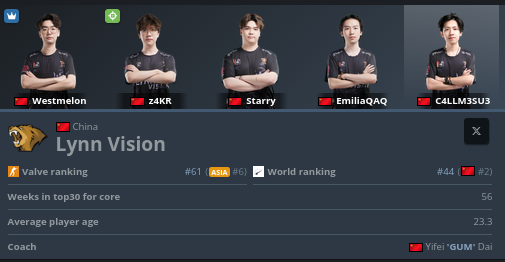 Westmelon z4KR Starry EmiliaQAQ C4LLM3SU3
China
Lynn Vision
X
Valve ranking #61 (ASIA #6) World ranking #44 (#2)
Weeks in top30 for core 56
Average player age 23.3
Coach Yifei "GUM" Dai